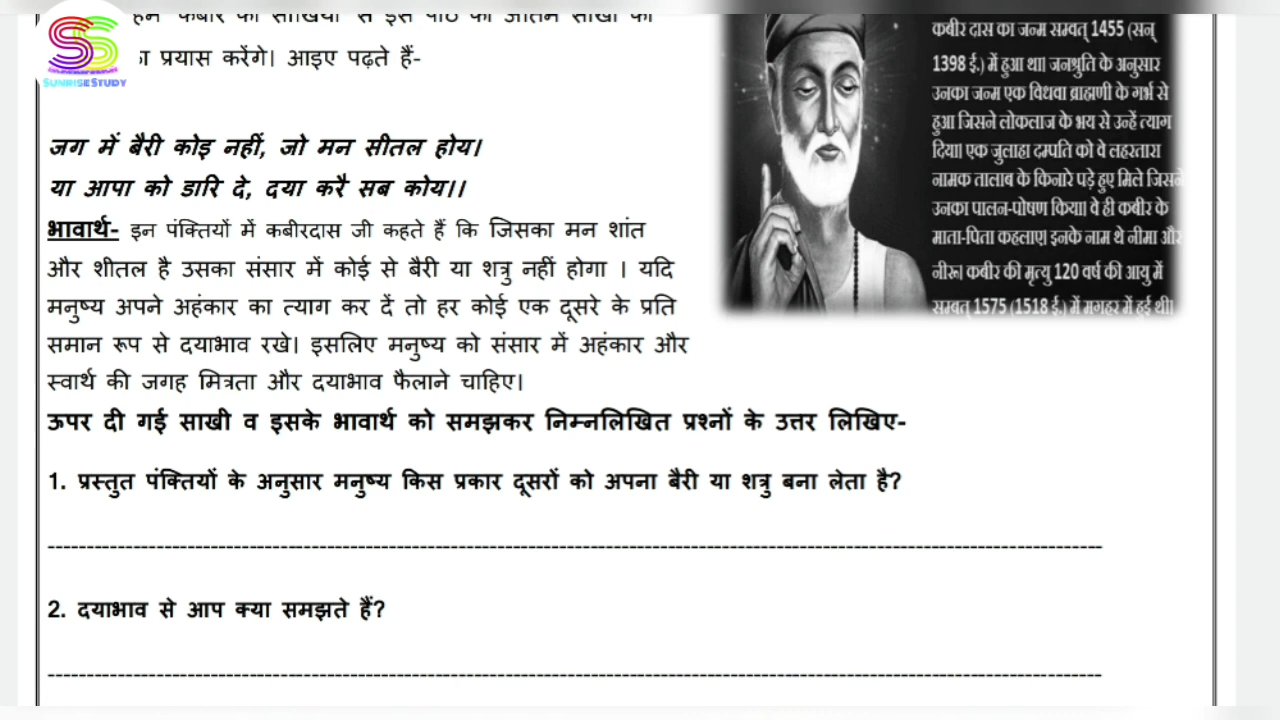 SS
SUNRISE STUDY
का प्रयास करेंगे। आइए पढ़ते हैं-
जग में बैरी कोइ नहीं, जो मन सीतल होय।
या आपा को डारि दे, दया करै सब कोय।।
भावार्थ- इन पंक्तियों में कबीरदास जी कहते हैं कि जिसका मन शांत
और शीतल है उसका संसार में कोई से बैरी या शत्रु नहीं होगा । यदि
मनुष्य अपने अहंकार का त्याग कर दें तो हर कोई एक दूसरे के प्रति
समान रूप से दयाभाव रखे। इसलिए मनुष्य को संसार में अहंकार और
स्वार्थ की जगह मित्रता और दयाभाव फैलाने चाहिए।
कबीर दास का जन्म सम्वत् 1455 (सन्
1398 ई.) में हुआ था। जनश्रुति के अनुसार
उनका जन्म एक विधवा ब्राह्मणी के गर्भ से
हुआ जिसने लोकलाज के भय से उन्हें त्याग
दिया। एक जुलाहा दम्पति को वे लहरतारा
नामक तालाब के किनारे पड़े हुए मिले जिसने
उनका पालन-पोषण किया। वे ही कबीर के
माता-पिता कहलाए। इनके नाम थे नीमा और
नीरू। कबीर की मृत्यु 120 वर्ष की आयु में
सम्बत् 1575 (1518 ई.) में मगहर में हुई थी।
ऊपर दी गई साखी व इसके भावार्थ को समझकर निम्नलिखित प्रश्नों के उत्तर लिखिए-
1. प्रस्तुत पंक्तियों के अनुसार मनुष्य किस प्रकार दूसरों को अपना बैरी या शत्रु बना लेता है?
2. दयाभाव से आप क्या समझते हैं?